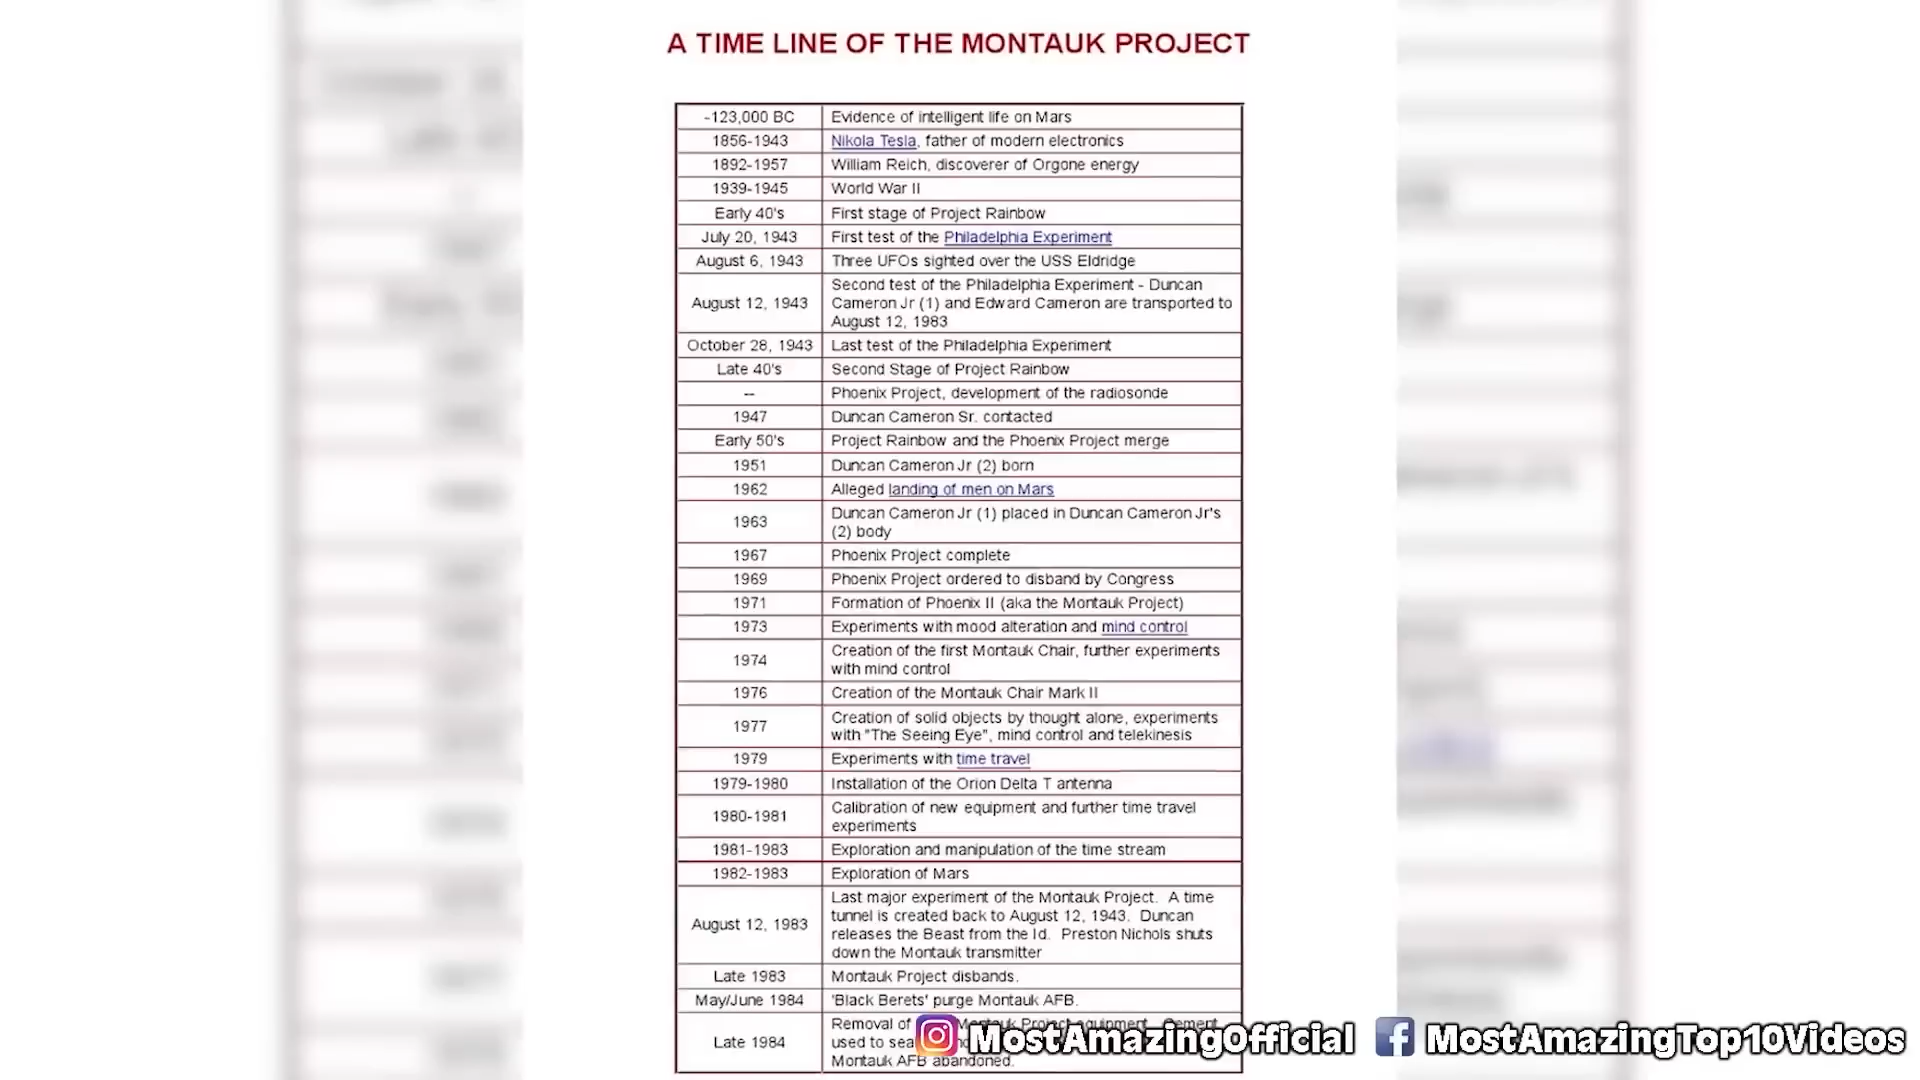 A TIME LINE OF THE MONTAUK PROJECT
~123,000 BC Evidence of intelligent life on Mars
1856-1943 Nikola Tesla, father of modern electronics
1892-1957 William Reich, discoverer of Orgone energy
1939-1945 World War II
Early 40's First stage of Project Rainbow
July 20, 1943 First test of the Philadelphia Experiment
August 6, 1943 Three UFOs sighted over the USS Eldridge
August 12, 1943 Second test of the Philadelphia Experiment - Duncan
Cameron Jr (1) and Edward Cameron are transported to
August 12, 1983
October 28, 1943 Last test of the Philadelphia Experiment
Late 40's Second Stage of Project Rainbow
-- Phoenix Project, development of the radiosonde
1947 Duncan Cameron Sr. contacted
Early 50's Project Rainbow and the Phoenix Project merge
1951 Duncan Cameron Jr (2) born
1962 Alleged landing of men on Mars
1963 Duncan Cameron Jr (1) placed in Duncan Cameron Jr's
(2) body
1967 Phoenix Project complete
1969 Phoenix Project ordered to disband by Congress
1971 Formation of Phoenix II (aka the Montauk Project)
1973 Experiments with mood alteration and mind control
1974 Creation of the first Montauk Chair, further experiments
with mind control
1976 Creation of the Montauk Chair Mark II
1977 Creation of solid objects by thought alone, experiments
with "The Seeing Eye", mind control and telekinesis
1979 Experiments with time travel
1979-1980 Installation of the Orion Delta T antenna
1980-1981 Calibration of new equipment and further time travel
experiments
1981-1983 Exploration and manipulation of the time stream
1982-1983 Exploration of Mars
August 12, 1983 Last major experiment of the Montauk Project. A time
tunnel is created back to August 12, 1943. Duncan
releases the Beast from the Id. Preston Nichols shuts
down the Montauk transmitter
Late 1983 Montauk Project disbands.
May/June 1984 'Black Berets' purge Montauk AFB.
Late 1984 Removal of Montauk Project equipment. Cement
used to
Montauk AFB abandoned.
MostAmazingOfficial MostAmazingTop10Videos